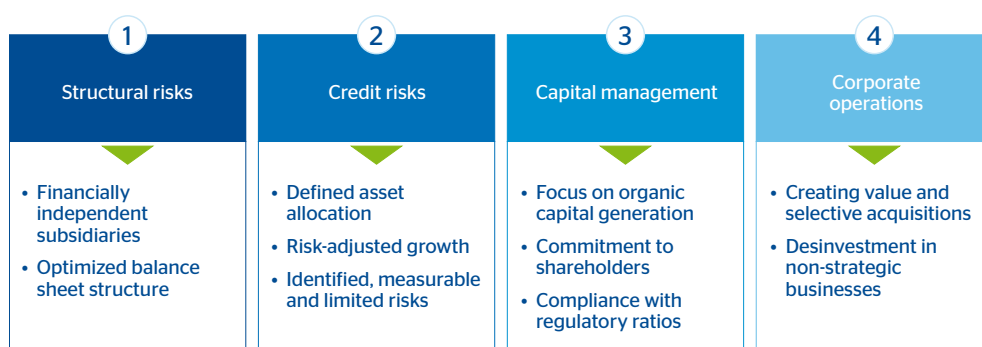 1
Structural risks
• Financially
independent
subsidiaries
• Optimized balance
sheet structure
2
Credit risks
• Defined asset
allocation
• Risk-adjusted growth
• Identified, measurable
and limited risks
3
Capital management
• Focus on organic
capital generation
• Commitment to
shareholders
• Compliance with
regulatory ratios
4
Corporate
operations
• Creating value and
selective acquisitions
• Desinvestment in
non-strategic
businesses